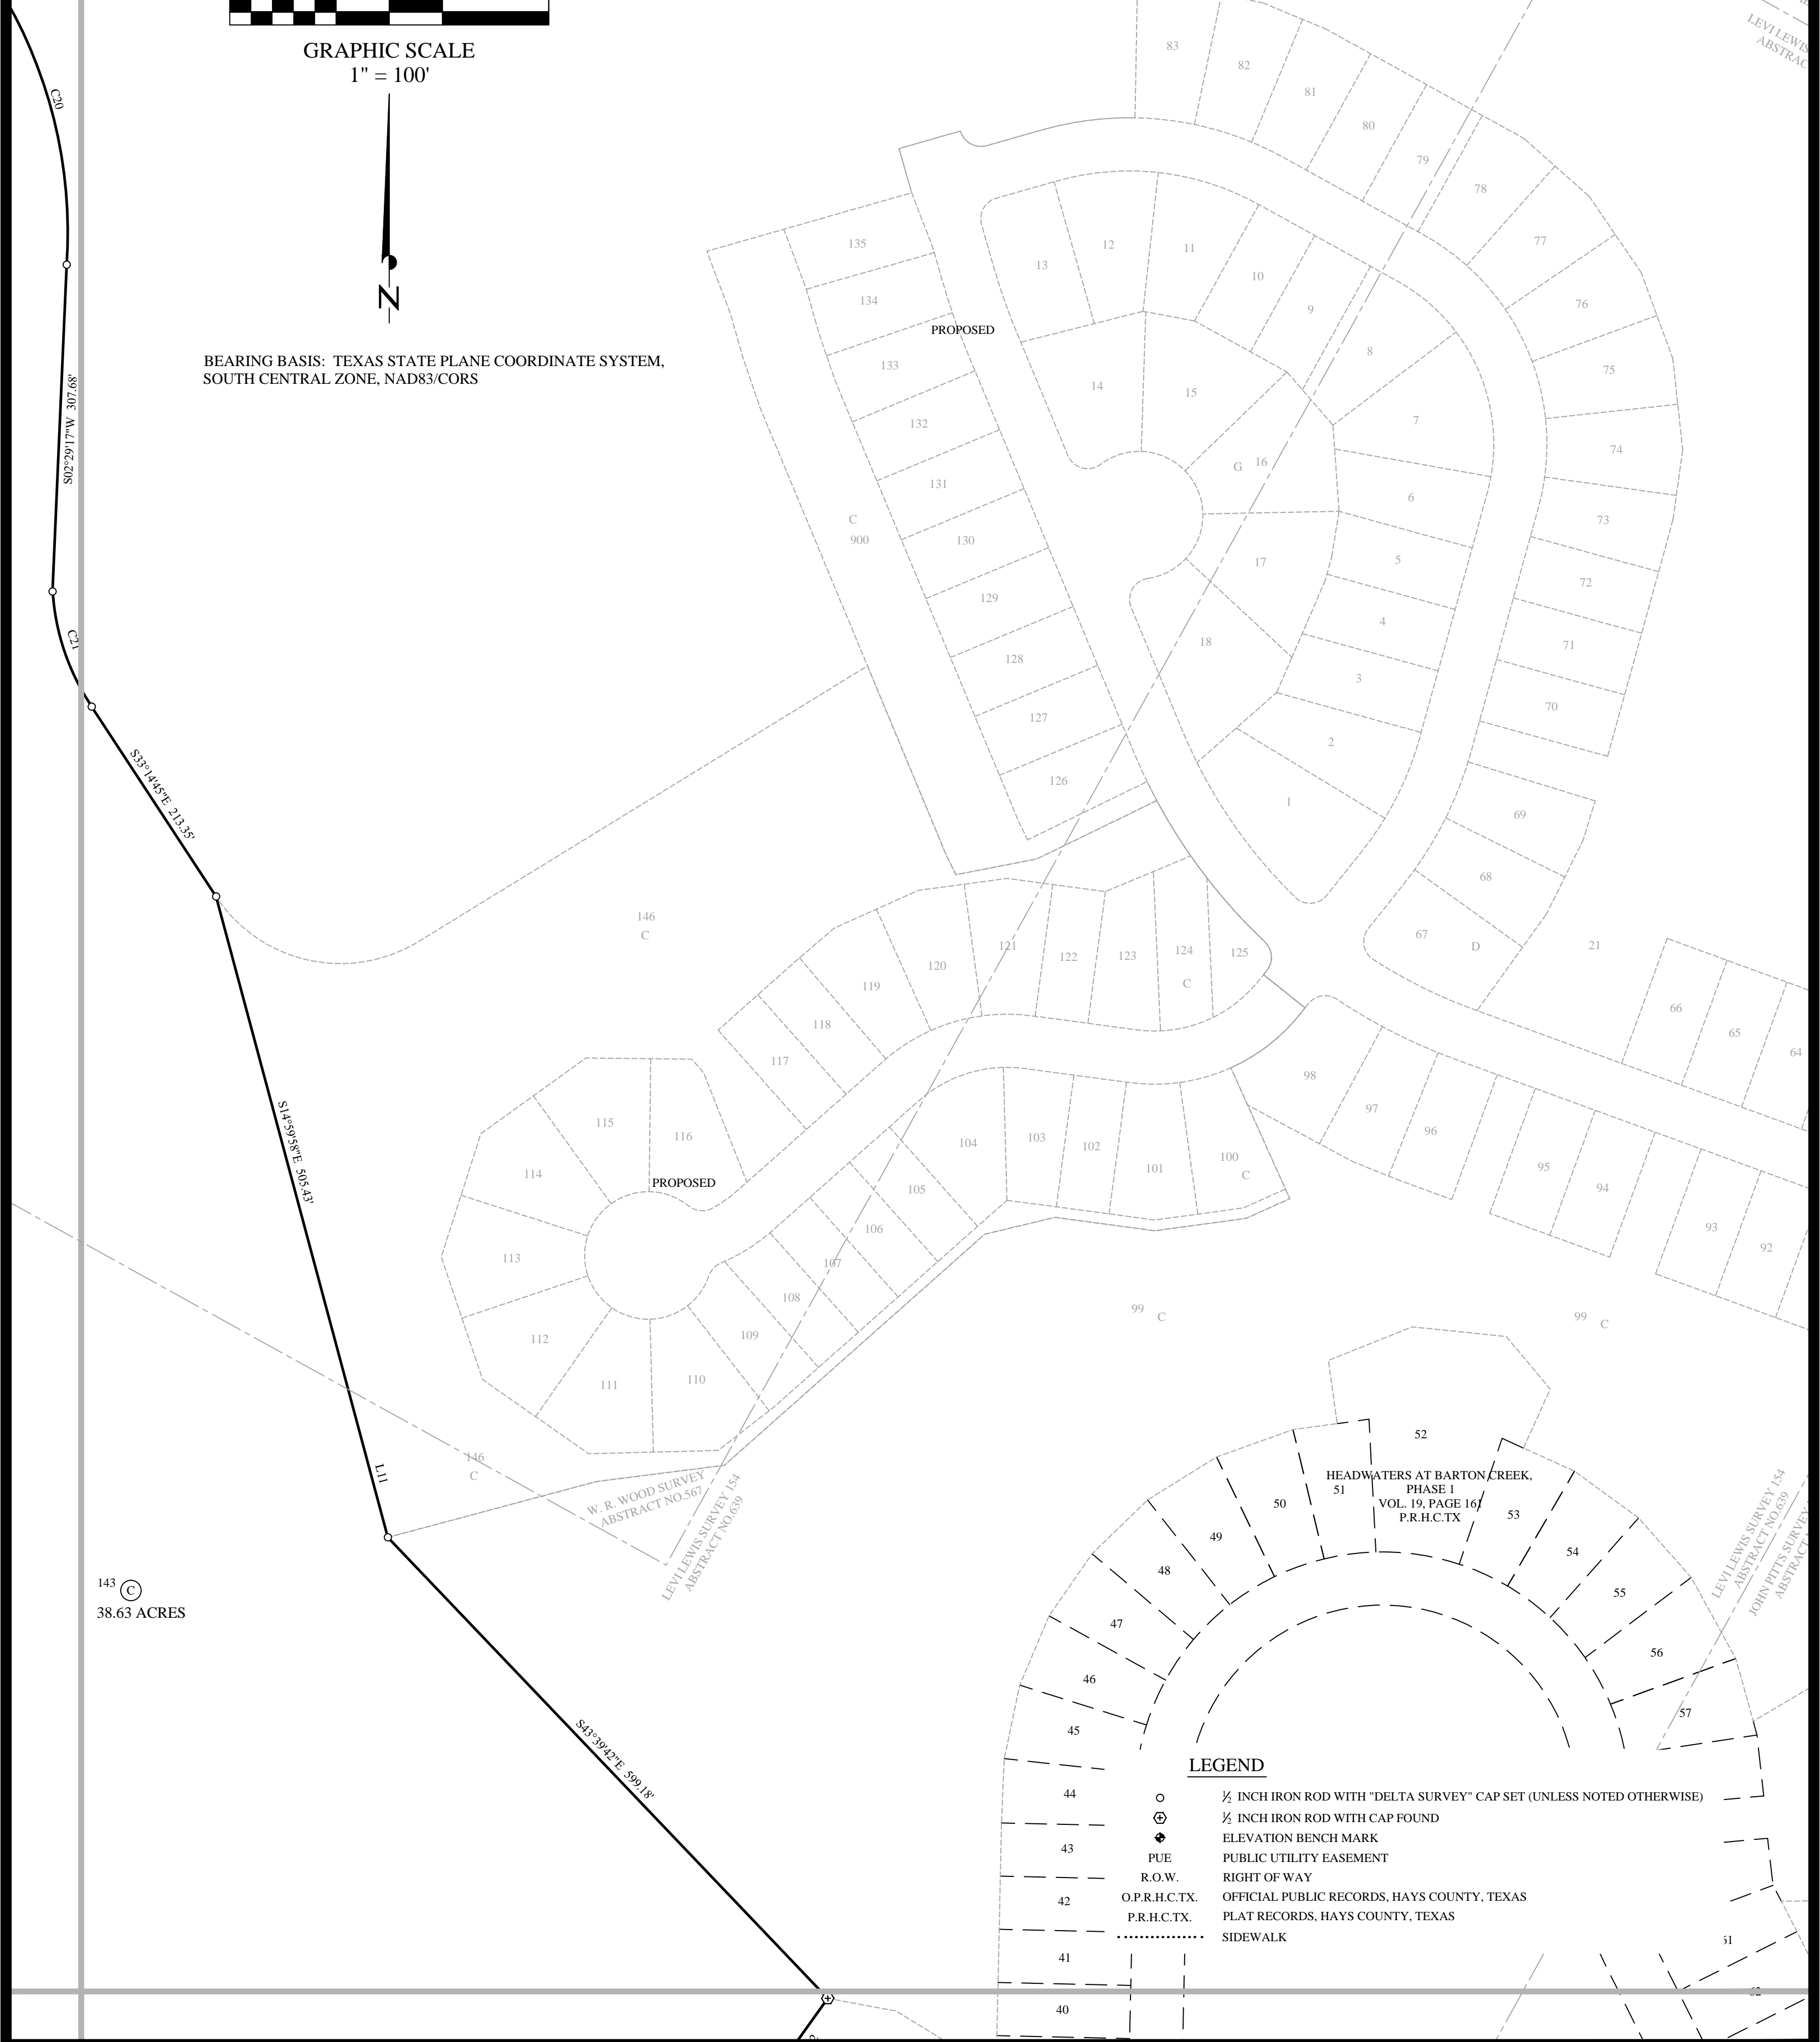 GRAPHIC SCALE
1" = 100'
N
BEARING BASIS: TEXAS STATE PLANE COORDINATE SYSTEM,
SOUTH CENTRAL ZONE, NAD83/CORS
C20
S02°29'17"W 307.68'
C21
S33°14'45"E 213.35'
S14°59'58"E 505.43'
L11
S43°39'42"E 599.18'
143 C
38.63 ACRES
LEVI LEWIS
83
82
81
80
79
78
77
76
75
74
73
72
71
70
69
68
67
D
21
66
65
64
135
134
133
132
131
130
129
128
127
126
C
900
PROPOSED
13
12
11
10
9
8
7
6
5
4
3
2
1
14
15
G 16
17
18
146
C
117
118
119
120
121
122
123
124
C
125
116
115
114
113
112
111
110
109
108
107
106
105
104
103
102
101
100
C
PROPOSED
98
97
96
95
94
93
92
99 C
99 C
146
C
W. R. WOOD SURVEY
ABSTRACT NO.567
LEVI LEWIS SURVEY 154
ABSTRACT NO.639
LEVI LEWIS SURVEY 154
ABSTRACT NO.639
JOHN PITTS SURVEY
52
HEADWATERS AT BARTON CREEK,
PHASE 1
VOL. 19, PAGE 161
P.R.H.C.TX
51
50
49
48
47
46
45
44
43
42
41
40
53
54
55
56
57
LEGEND
½ INCH IRON ROD WITH "DELTA SURVEY" CAP SET (UNLESS NOTED OTHERWISE)
½ INCH IRON ROD WITH CAP FOUND
ELEVATION BENCH MARK
PUE PUBLIC UTILITY EASEMENT
R.O.W. RIGHT OF WAY
O.P.R.H.C.TX. OFFICIAL PUBLIC RECORDS, HAYS COUNTY, TEXAS
P.R.H.C.TX. PLAT RECORDS, HAYS COUNTY, TEXAS
SIDEWALK